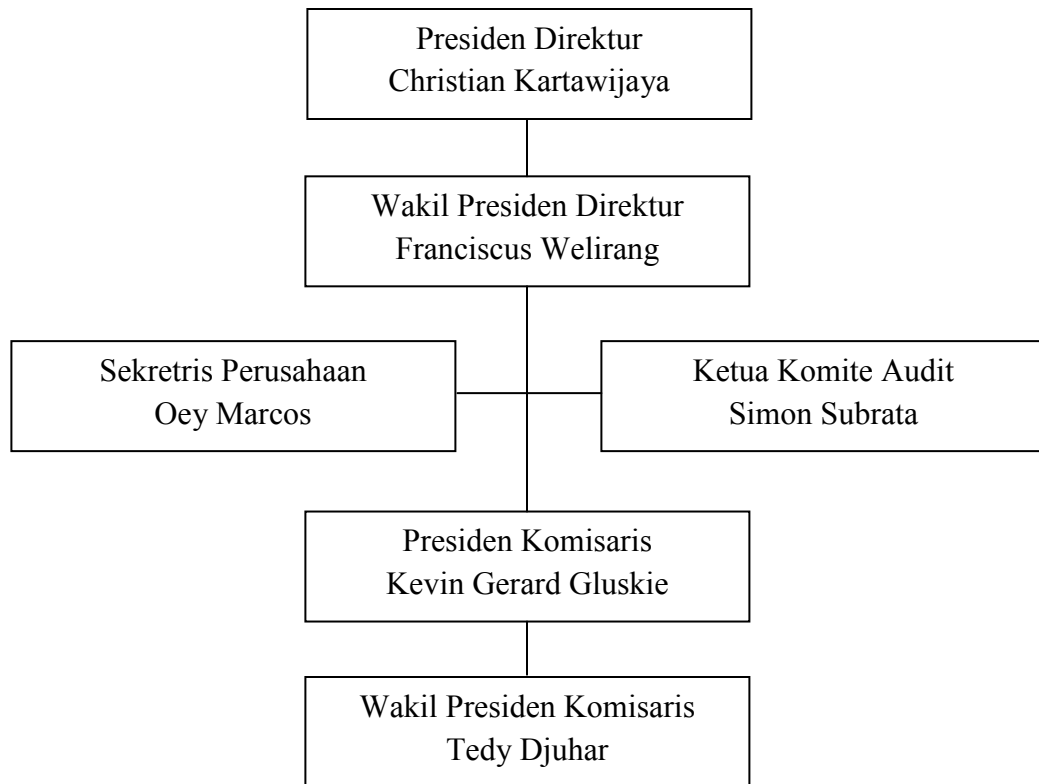 Presiden Direktur
Christian Kartawijaya
Wakil Presiden Direktur
Franciscus Welirang
Sekretris Perusahaan
Oey Marcos
Ketua Komite Audit
Simon Subrata
Presiden Komisaris
Kevin Gerard Gluskie
Wakil Presiden Komisaris
Tedy Djuhar